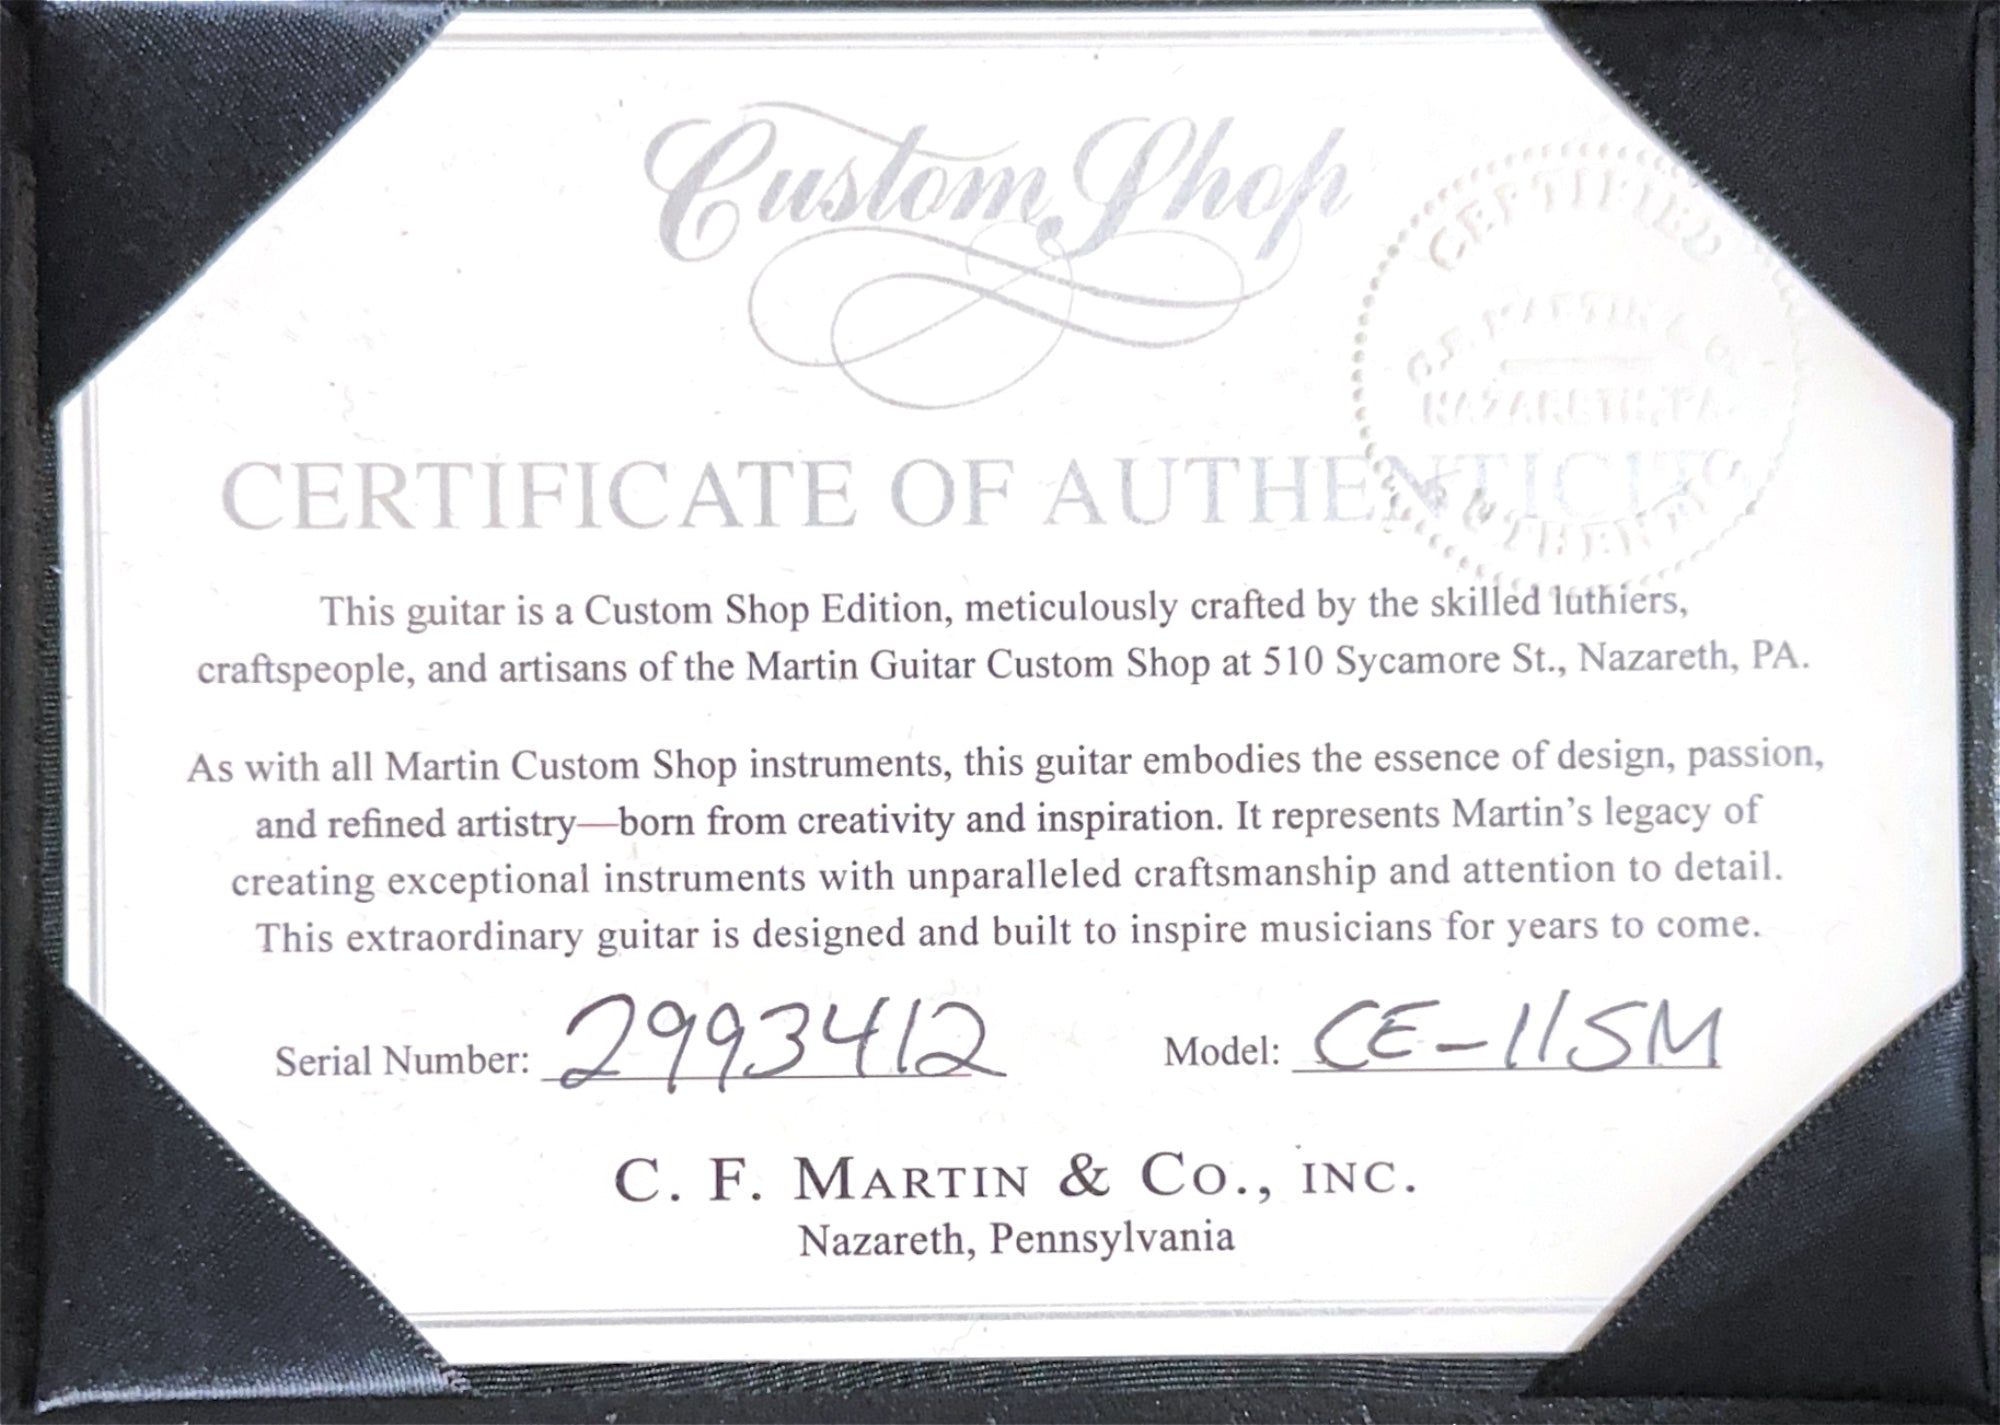 Custom Shop
CERTIFIED
C.F. MARTIN & CO.
NAZARETH, PA.
CERTIFICATE OF AUTHENTICITY
This guitar is a Custom Shop Edition, meticulously crafted by the skilled luthiers,
craftspeople, and artisans of the Martin Guitar Custom Shop at 510 Sycamore St., Nazareth, PA.
As with all Martin Custom Shop instruments, this guitar embodies the essence of design, passion,
and refined artistry—born from creativity and inspiration. It represents Martin’s legacy of
creating exceptional instruments with unparalleled craftsmanship and attention to detail.
This extraordinary guitar is designed and built to inspire musicians for years to come.
Serial Number: 2993412 Model: CE-11SM
C. F. MARTIN & CO., INC.
Nazareth, Pennsylvania